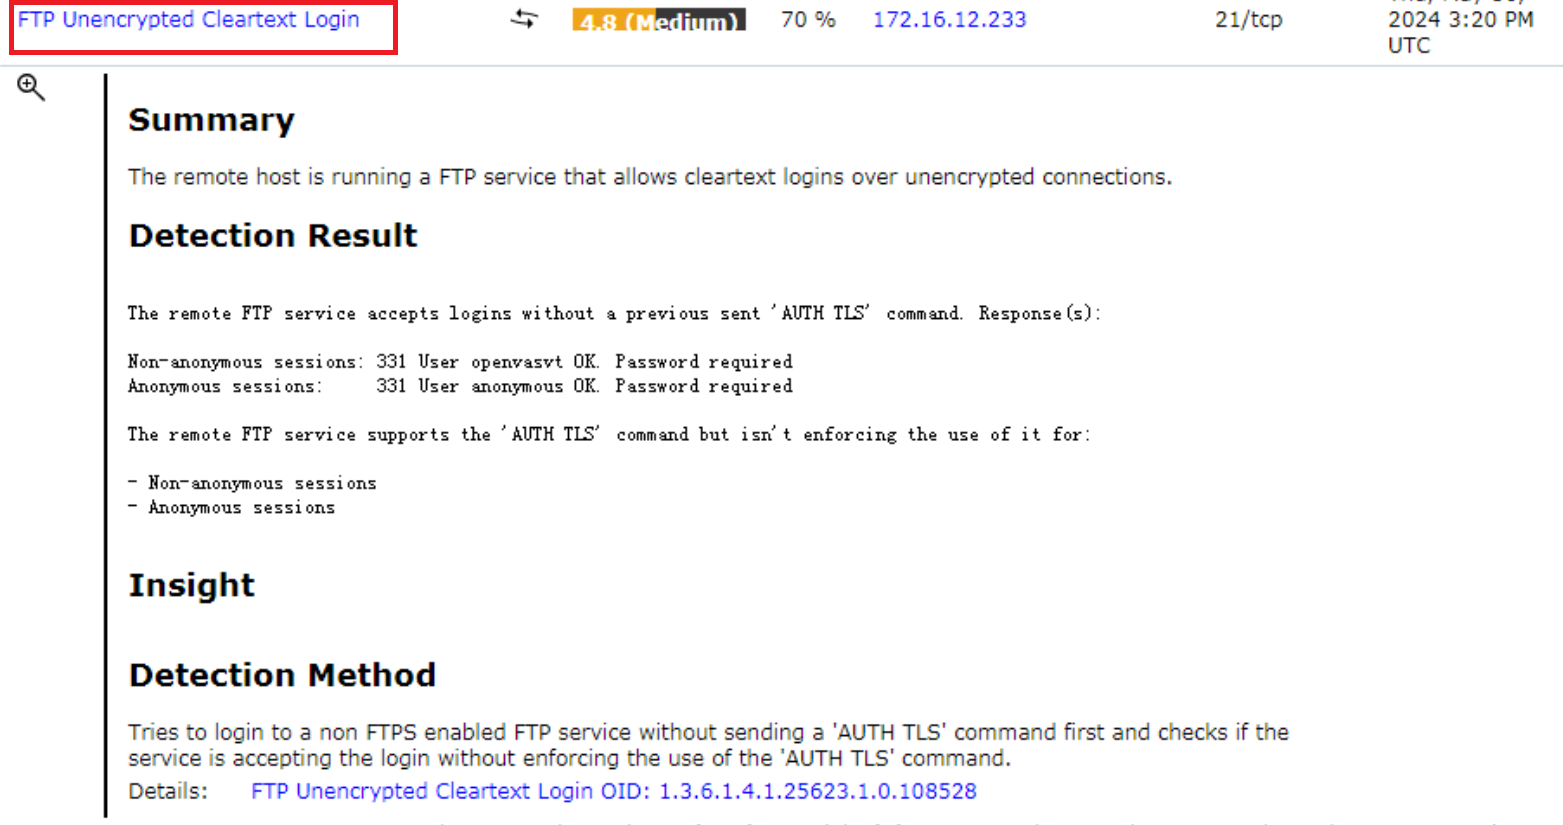 FTP Unencrypted Cleartext Login 4.8 (Medium) 70 % 172.16.12.233 21/tcp
2024 3:20 PM
UTC
Summary
The remote host is running a FTP service that allows cleartext logins over unencrypted connections.
Detection Result
The remote FTP service accepts logins without a previous sent 'AUTH TLS' command. Response(s):
Non-anonymous sessions: 331 User openvasvt OK. Password required
Anonymous sessions: 331 User anonymous OK. Password required
The remote FTP service supports the 'AUTH TLS' command but isn't enforcing the use of it for:
- Non-anonymous sessions
- Anonymous sessions
Insight
Detection Method
Tries to login to a non FTPS enabled FTP service without sending a 'AUTH TLS' command first and checks if the
service is accepting the login without enforcing the use of the 'AUTH TLS' command.
Details: FTP Unencrypted Cleartext Login OID: 1.3.6.1.4.1.25623.1.0.108528